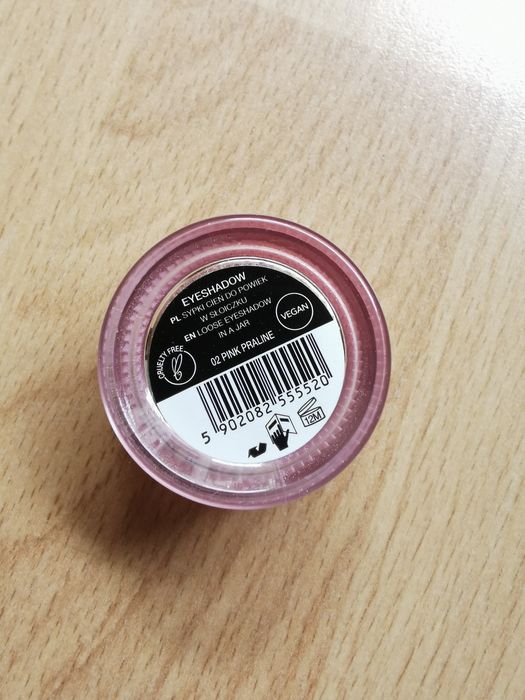 EYESHADOW
PL SYPKI CIEŃ DO POWIEK
W SŁOICZKU
EN LOOSE EYESHADOW
IN A JAR
VEGAN
CRUELTY FREE
02 PINK PRALINE
5 902082 555520
12M